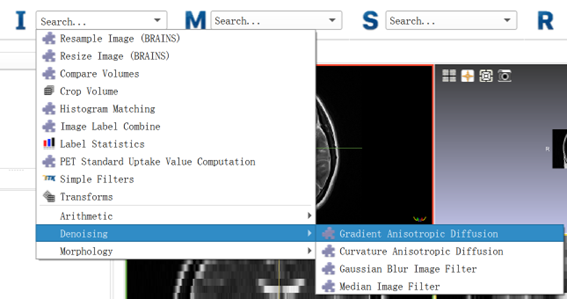 I Search... M Search... S Search... R
Resample Image (BRAINS)
Resize Image (BRAINS)
Compare Volumes
Crop Volume
Histogram Matching
Image Label Combine
Label Statistics
PET Standard Uptake Value Computation
Simple Filters
Transforms
Arithmetic
Denoising
Morphology
Gradient Anisotropic Diffusion
Curvature Anisotropic Diffusion
Gaussian Blur Image Filter
Median Image Filter
R